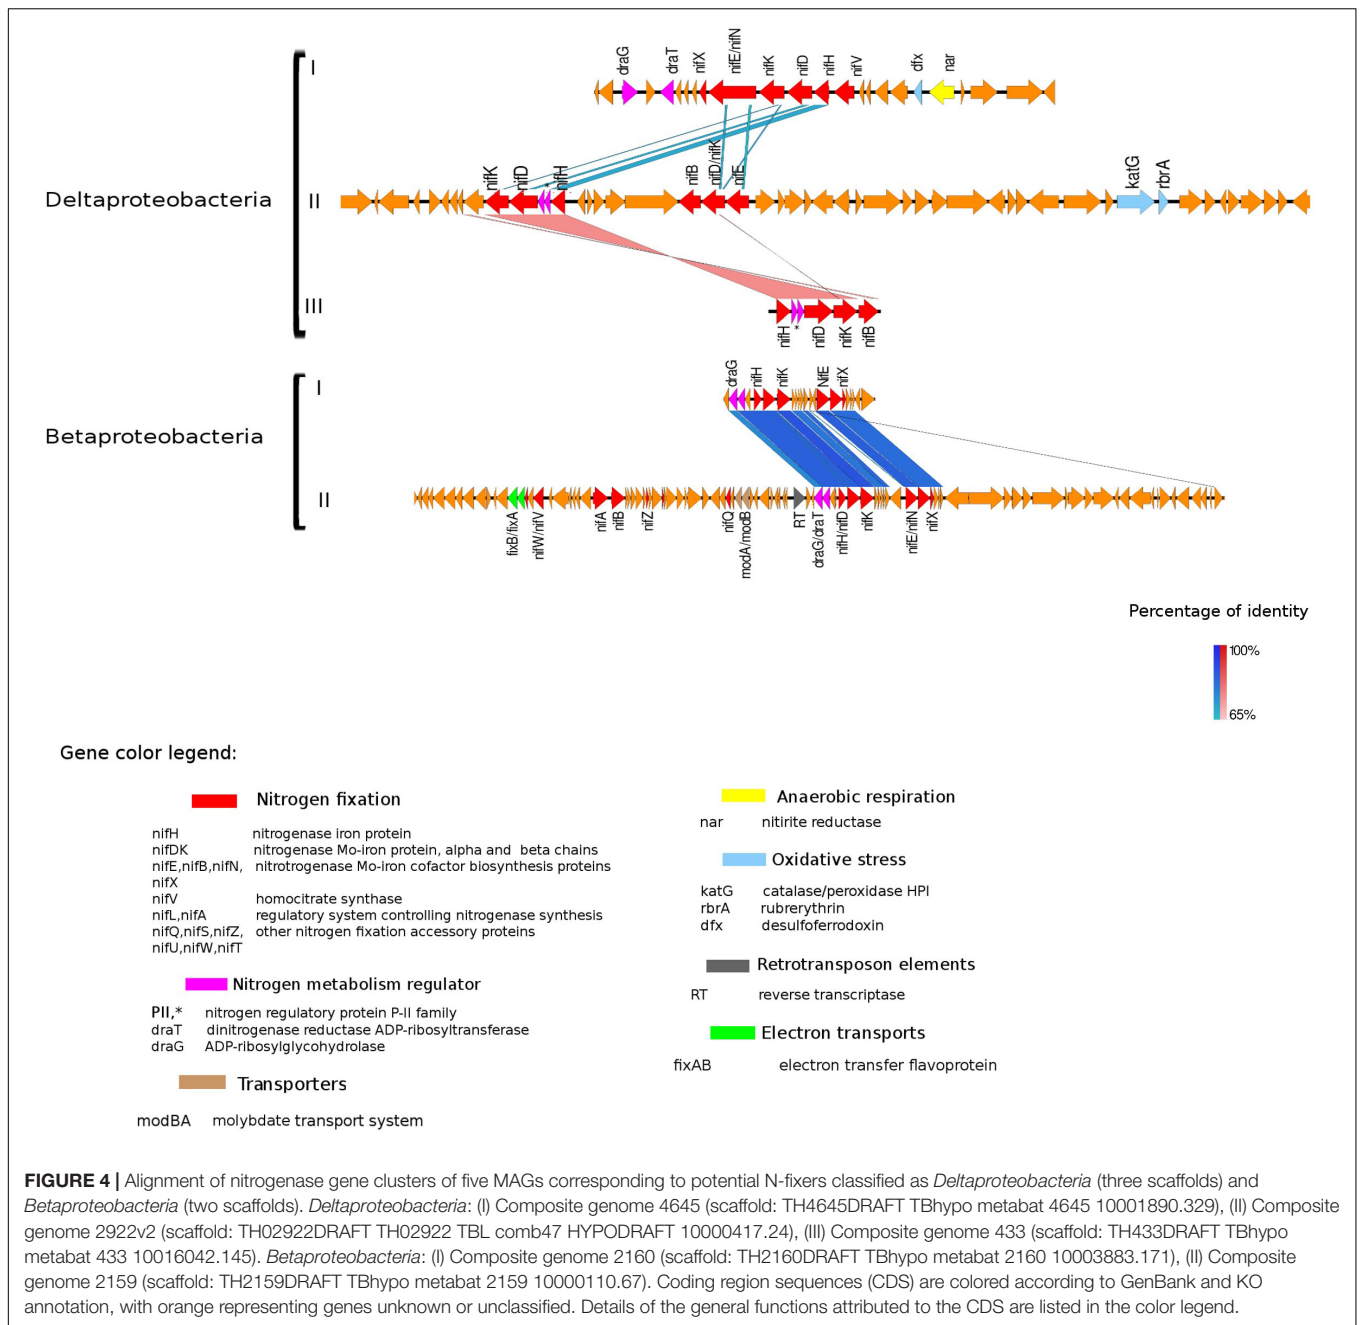 I
draG
draT
nifX
nifE/nifN
nifK
nifD
nifH
nifV
dfx
nar
Deltaproteobacteria
II
nifK
nifD
*
nifH
nifB
nifD/nifK
nifE
katG
rbrA
III
nifH
*
nifD
nifK
nifB
I
draG
nifH
nifK
NifE
nifX
Betaproteobacteria
II
fixB/fixA
nifW/nifV
nifA
nifB
nifZ
nifQ
modA/modB
RT
draG/draT
nifH/nifD
nifK
nifE/nifN
nifX
Percentage of identity
100%
65%
Gene color legend:
Nitrogen fixation
nifH nitrogenase iron protein
nifDK nitrogenase Mo-iron protein, alpha and beta chains
nifE,nifB,nifN, nitrotrogenase Mo-iron cofactor biosynthesis proteins
nifX
nifV homocitrate synthase
nifL,nifA regulatory system controlling nitrogenase synthesis
nifQ,nifS,nifZ, other nitrogen fixation accessory proteins
nifU,nifW,nifT
Nitrogen metabolism regulator
PII,* nitrogen regulatory protein P-II family
draT dinitrogenase reductase ADP-ribosyltransferase
draG ADP-ribosylglycohydrolase
Transporters
modBA molybdate transport system
Anaerobic respiration
nar nitirite reductase
Oxidative stress
katG catalase/peroxidase HPI
rbrA rubrerythrin
dfx desulfoferrodoxin
Retrotransposon elements
RT reverse transcriptase
Electron transports
fixAB electron transfer flavoprotein
FIGURE 4 | Alignment of nitrogenase gene clusters of five MAGs corresponding to potential N-fixers classified as Deltaproteobacteria (three scaffolds) and
Betaproteobacteria (two scaffolds). Deltaproteobacteria: (I) Composite genome 4645 (scaffold: TH4645DRAFT TBhypo metabat 4645 10001890.329), (II) Composite
genome 2922v2 (scaffold: TH02922DRAFT TH02922 TBL comb47 HYPODRAFT 10000417.24), (III) Composite genome 433 (scaffold: TH433DRAFT TBhypo
metabat 433 10016042.145). Betaproteobacteria: (I) Composite genome 2160 (scaffold: TH2160DRAFT TBhypo metabat 2160 10003883.171), (II) Composite
genome 2159 (scaffold: TH2159DRAFT TBhypo metabat 2159 10000110.67). Coding region sequences (CDS) are colored according to GenBank and KO
annotation, with orange representing genes unknown or unclassified. Details of the general functions attributed to the CDS are listed in the color legend.